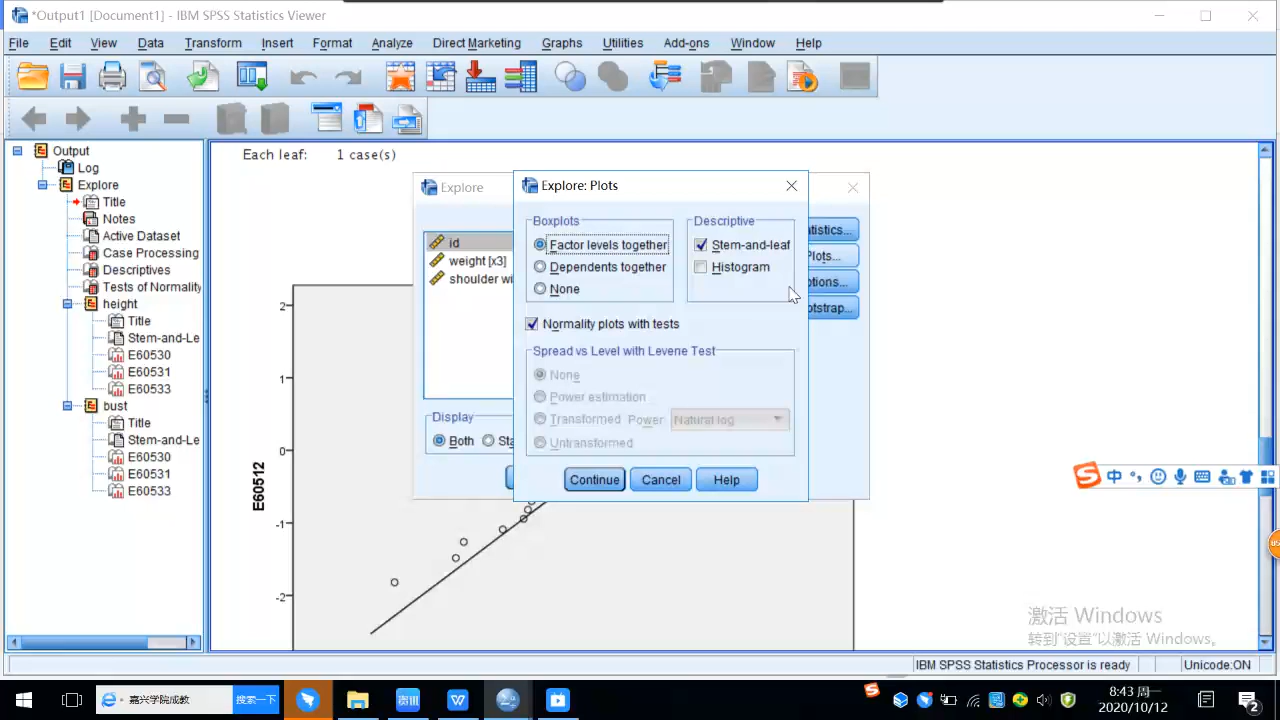 *Output1 [Document1] - IBM SPSS Statistics Viewer
File Edit View Data Transform Insert Format Analyze Direct Marketing Graphs Utilities Add-ons Window Help
Output
Log
Explore
Title
Notes
Active Dataset
Case Processing
Descriptives
Tests of Normality
height
Title
Stem-and-Le
E60530
E60531
E60533
bust
Title
Stem-and-Le
E60530
E60531
E60533
Each leaf: 1 case(s)
2
1
0
-1
-2
E60512
Explore
id
weight [x3]
shoulder wi
Display
Both
Sta
atistics...
Plots...
ptions...
otstrap...
Explore: Plots
Boxplots
Factor levels together
Dependents together
None
Descriptive
Stem-and-leaf
Histogram
Normality plots with tests
Spread vs Level with Levene Test
None
Power estimation
Transformed Power Natural log
Untransformed
Continue Cancel Help
中
激活 Windows
转到"设置"以激活 Windows。
IBM SPSS Statistics Processor is ready Unicode:ON
嘉兴学院成教 搜索一下
8:43 周一
2020/10/12
2